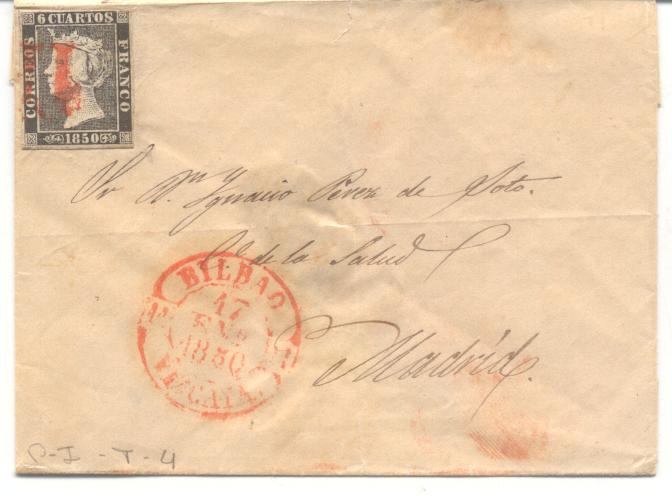 6 CUARTOS
CORREOS
FRANCO
1850
Sr Dn. Ygnacio Perez de Soto.
C. de la Salud
Madrid.
BILBAO
17
ENE
1850
VIZCAYA.
P-I-T-4